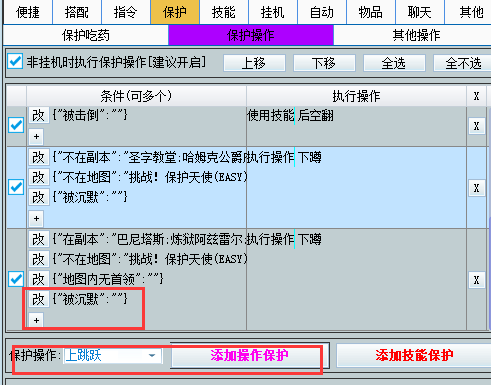 便捷 搭配 指令 保护 技能 挂机 自动 物品 聊天 其他
保护吃药 保护操作 其他操作
非挂机时执行保护操作[建议开启] 上移 下移 全选 全不选
条件(可多个) 执行操作 X
改 {"被击倒":""} 使用技能 后空翻 X
+
改 {"不在副本":"圣字教堂;哈姆克公爵 执行操作 下蹲
改 {"不在地图":"挑战! 保护天使(EASY)
改 {"被沉默":""} X
+
改 {"在副本":"巴尼塔斯;炼狱阿兹雷尔 执行操作 下蹲
改 {"不在地图":"挑战! 保护天使(EASY)
改 {"地图内无首领":""} X
改 {"被沉默":""}
+
保护操作: 上跳跃 添加操作保护 添加技能保护